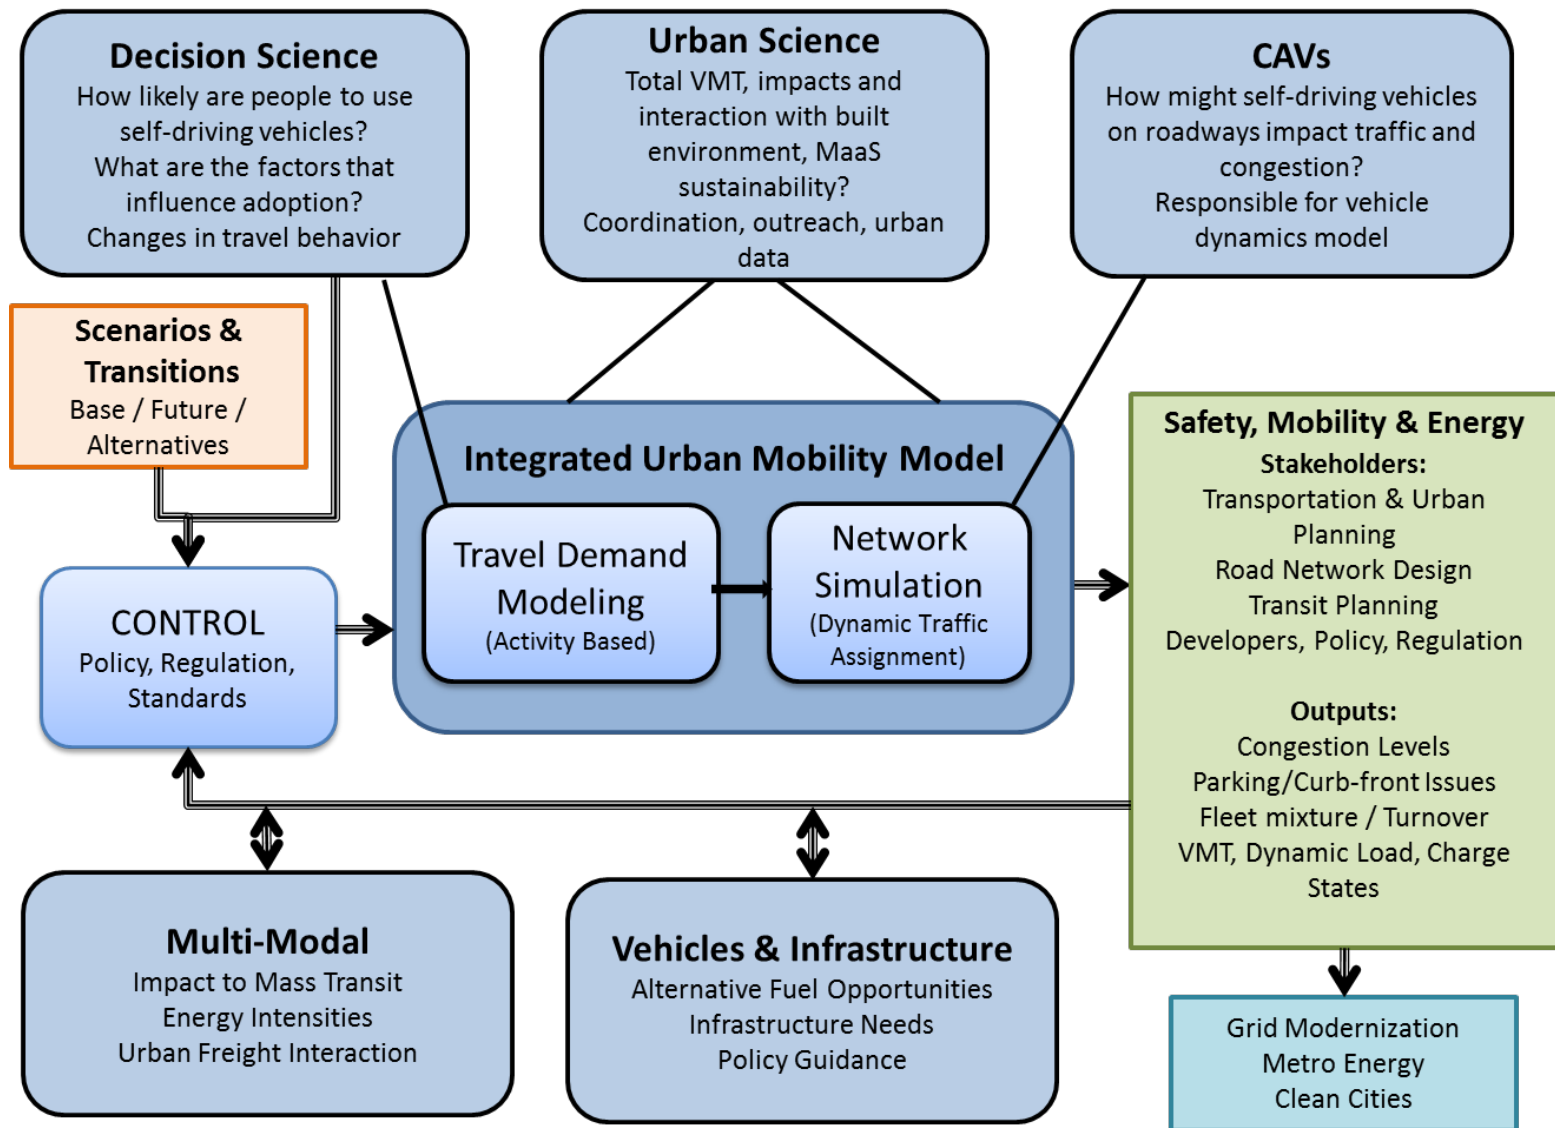 Decision Science
How likely are people to use
self-driving vehicles?
What are the factors that
influence adoption?
Changes in travel behavior
Urban Science
Total VMT, impacts and
interaction with built
environment, MaaS
sustainability?
Coordination, outreach, urban
data
CAVs
How might self-driving vehicles
on roadways impact traffic and
congestion?
Responsible for vehicle
dynamics model
Scenarios &
Transitions
Base / Future /
Alternatives
CONTROL
Policy, Regulation,
Standards
Integrated Urban Mobility Model
Travel Demand
Modeling
(Activity Based)
Network
Simulation
(Dynamic Traffic
Assignment)
Safety, Mobility & Energy
Stakeholders:
Transportation & Urban
Planning
Road Network Design
Transit Planning
Developers, Policy, Regulation
Outputs:
Congestion Levels
Parking/Curb-front Issues
Fleet mixture / Turnover
VMT, Dynamic Load, Charge
States
Multi-Modal
Impact to Mass Transit
Energy Intensities
Urban Freight Interaction
Vehicles & Infrastructure
Alternative Fuel Opportunities
Infrastructure Needs
Policy Guidance
Grid Modernization
Metro Energy
Clean Cities